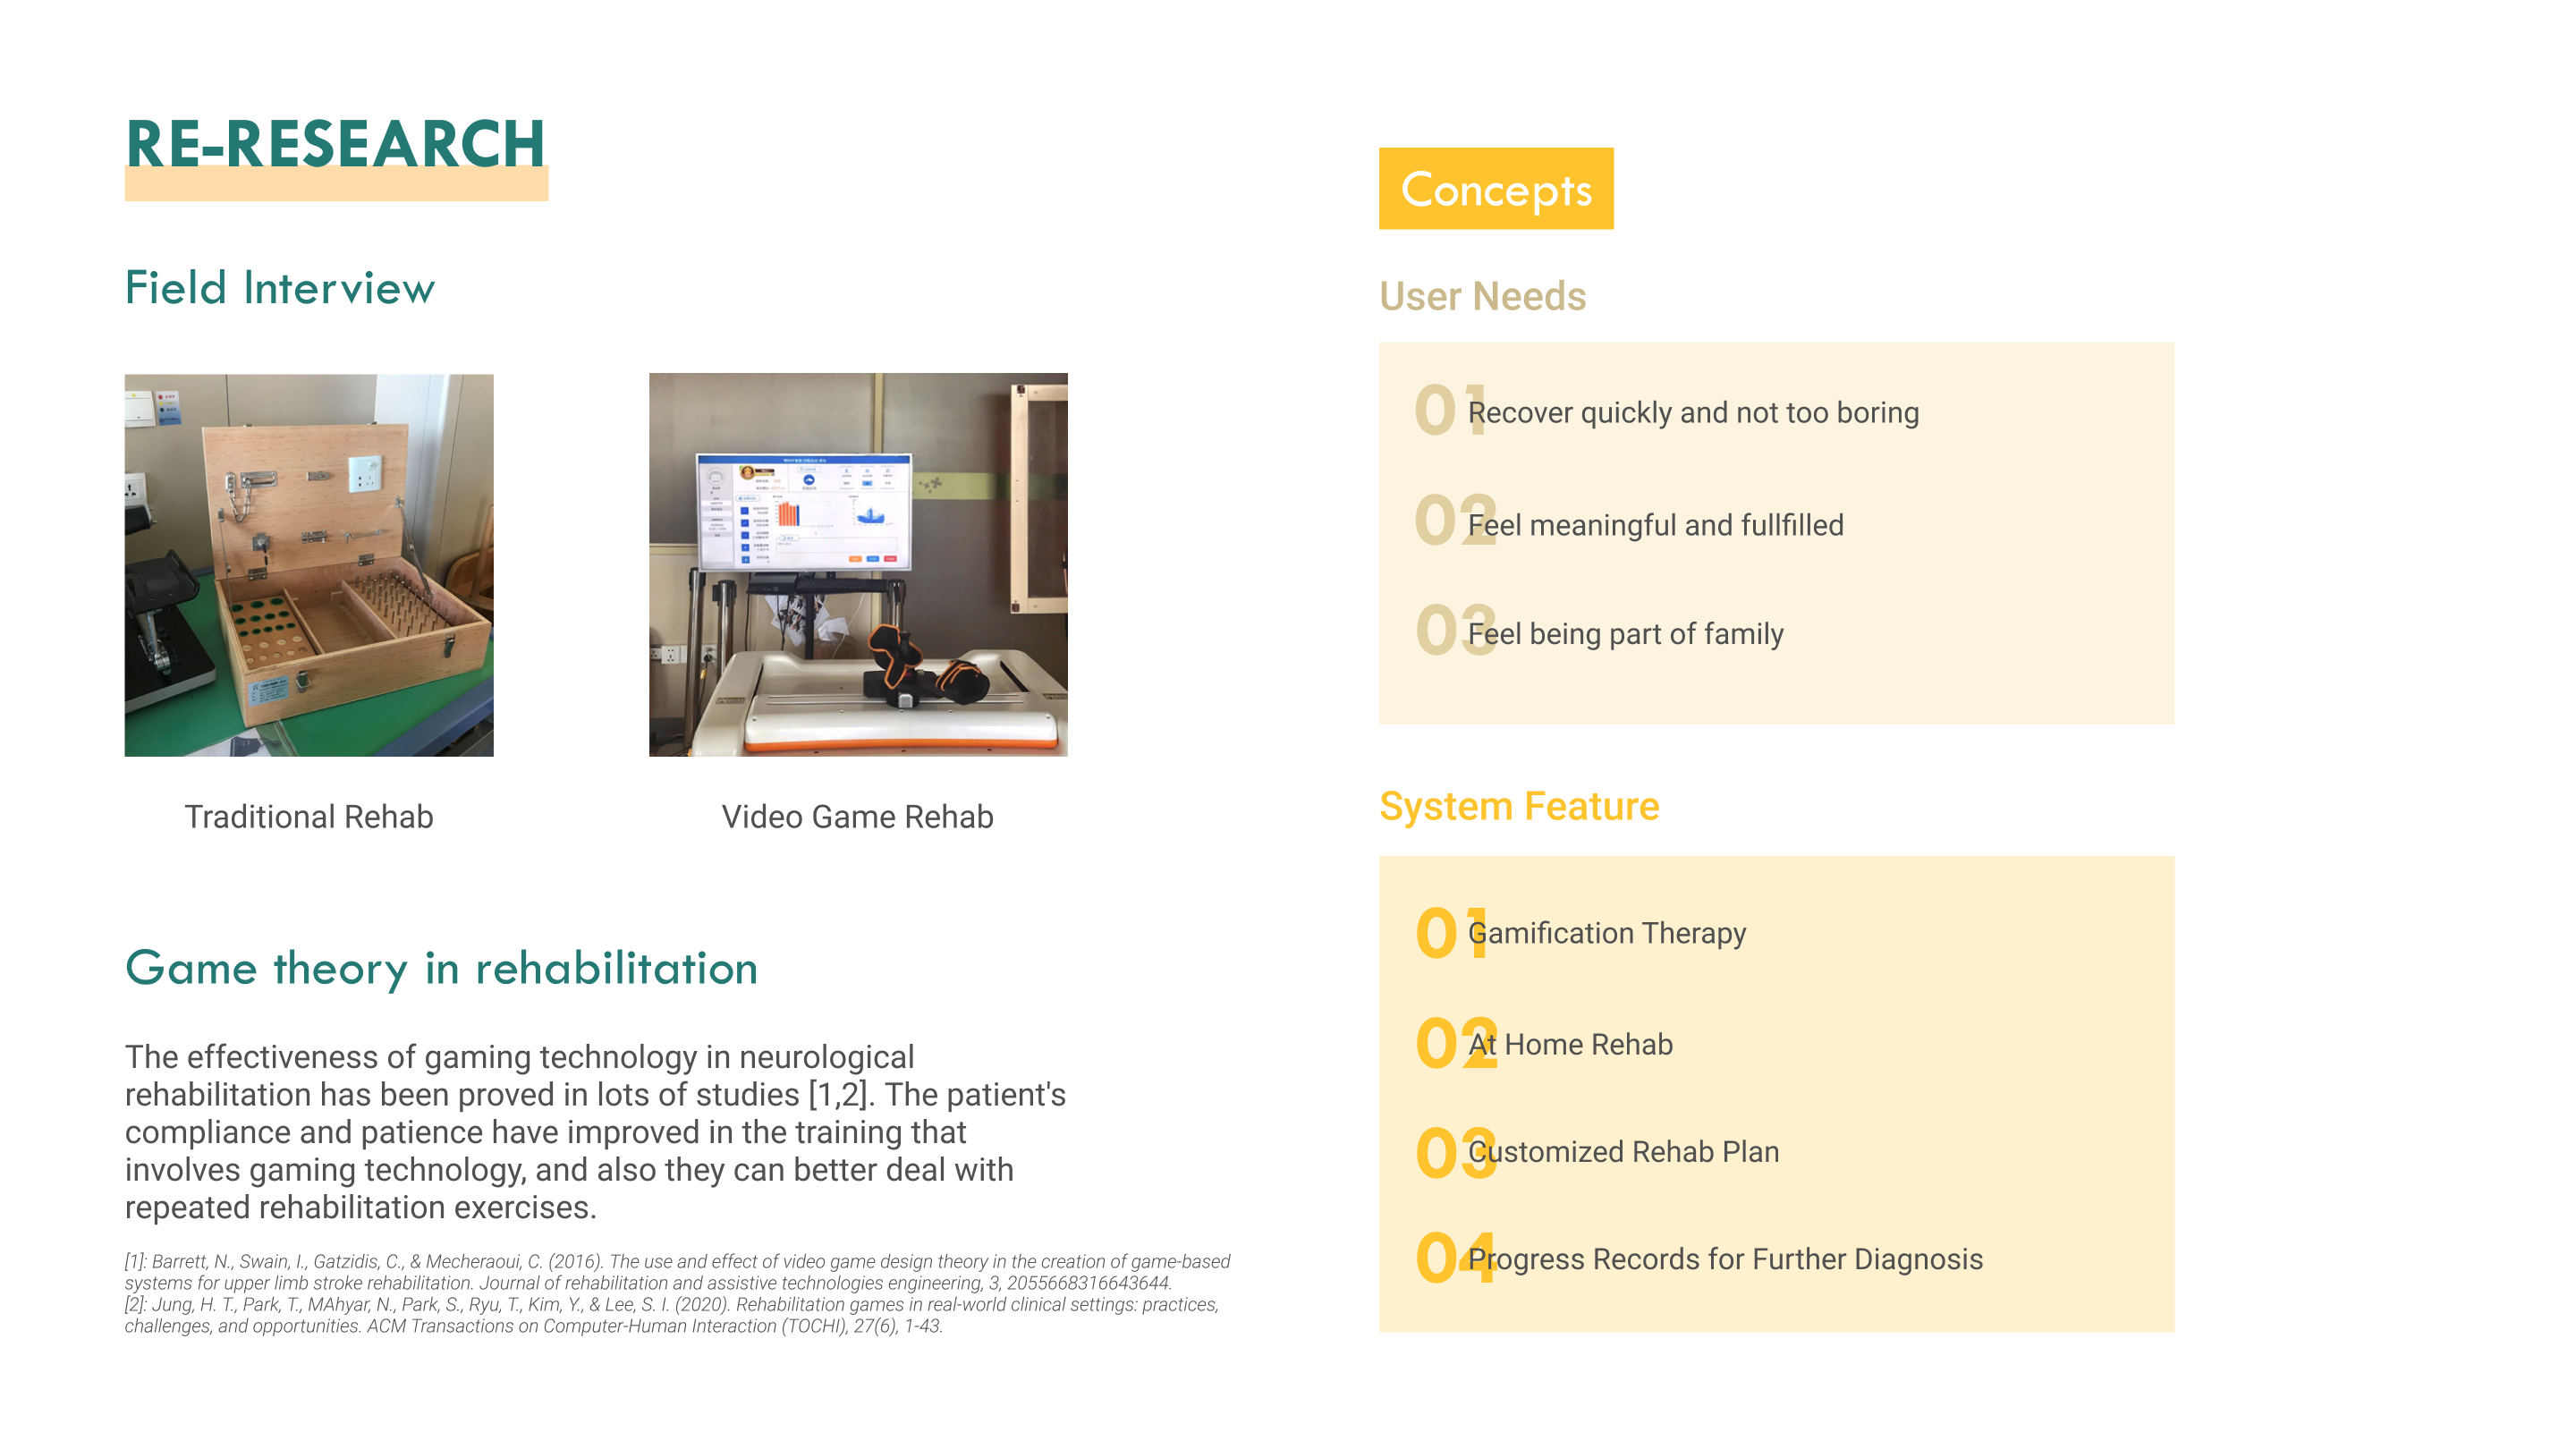 RE-RESEARCH
Field Interview
Traditional Rehab
Video Game Rehab
Game theory in rehabilitation
The effectiveness of gaming technology in neurological
rehabilitation has been proved in lots of studies [1,2]. The patient's
compliance and patience have improved in the training that
involves gaming technology, and also they can better deal with
repeated rehabilitation exercises.
[1]: Barrett, N., Swain, I., Gatzidis, C., & Mecheraoui, C. (2016). The use and effect of video game design theory in the creation of game-based
systems for upper limb stroke rehabilitation. Journal of rehabilitation and assistive technologies engineering, 3, 2055668316643644.
[2]: Jung, H. T., Park, T., MAhyar, N., Park, S., Ryu, T., Kim, Y., & Lee, S. I. (2020). Rehabilitation games in real-world clinical settings: practices,
challenges, and opportunities. ACM Transactions on Computer-Human Interaction (TOCHI), 27(6), 1-43.
Concepts
User Needs
01 Recover quickly and not too boring
02 Feel meaningful and fullfilled
03 Feel being part of family
System Feature
01 Gamification Therapy
02 At Home Rehab
03 Customized Rehab Plan
04 Progress Records for Further Diagnosis